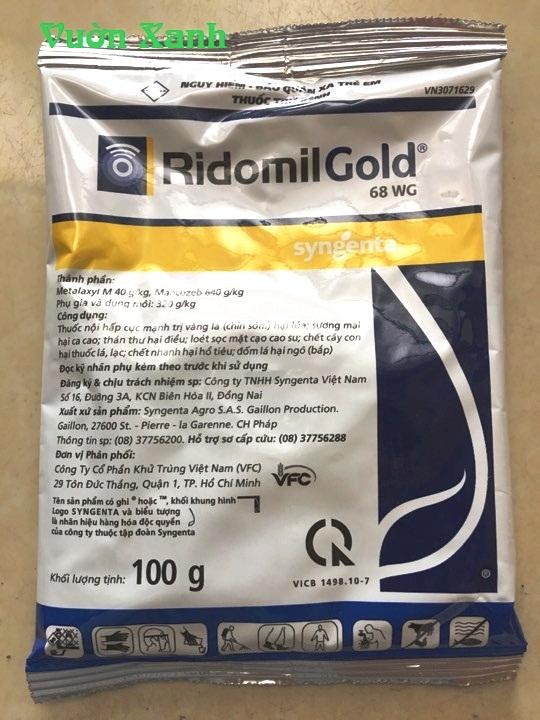 Vườn Xanh
NGUY HIỂM - BẢO QUẢN XA TRẺ EM
THUỐC TRỪ BỆNH
VN3071629
RidomilGold®
68 WG
syngenta
Thành phần:
Metalaxyl M 40 g/kg, Mancozeb 640 g/kg
Phụ gia và dung môi: 320 g/kg
Công dụng:
Thuốc nội hấp cực mạnh trị vàng lá (chín sớm) hại lúa; sương mai
hại ca cao; thán thư hại điều; loét sọc mặt cạo cao su; chết cây con
hại thuốc lá, lạc; chết nhanh hại hồ tiêu; đốm lá hại ngô (bắp)
Đọc kỹ nhãn phụ kèm theo trước khi sử dụng
Đăng ký & chịu trách nhiệm sp: Công ty TNHH Syngenta Việt Nam
Số 16, Đường 3A, KCN Biên Hòa II, Đồng Nai
Xuất xứ sản phẩm: Syngenta Agro S.A.S. Gaillon Production.
Gaillon, 27600 St. - Pierre - la Garenne. CH Pháp
Thông tin sp: (08) 37756200. Hỗ trợ sơ cấp cứu: (08) 37756288
Đơn vị Phân phối:
Công Ty Cổ Phần Khử Trùng Việt Nam (VFC)
29 Tôn Đức Thắng, Quận 1, TP. Hồ Chí Minh
VFC
Tên sản phẩm có ghi ® hoặc ™, khối khung hình
Logo SYNGENTA và biểu tượng
là nhãn hiệu hàng hóa độc quyền
của công ty thuộc tập đoàn Syngenta
Khối lượng tịnh: 100 g
VICB 1498.10-7
®